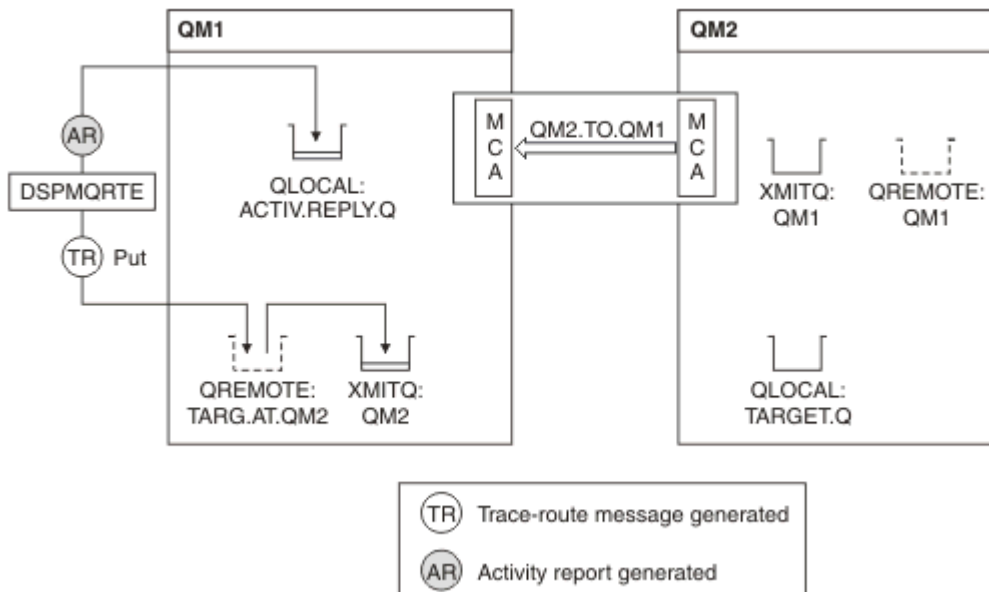 QM1
QM2
AR
DSPMQRTE
TR Put
QLOCAL:
ACTIV.REPLY.Q
M
C
A
QM2.TO.QM1
M
C
A
XMITQ:
QM1
QREMOTE:
QM1
QREMOTE:
TARG.AT.QM2
XMITQ:
QM2
QLOCAL:
TARGET.Q
TR Trace-route message generated
AR Activity report generated